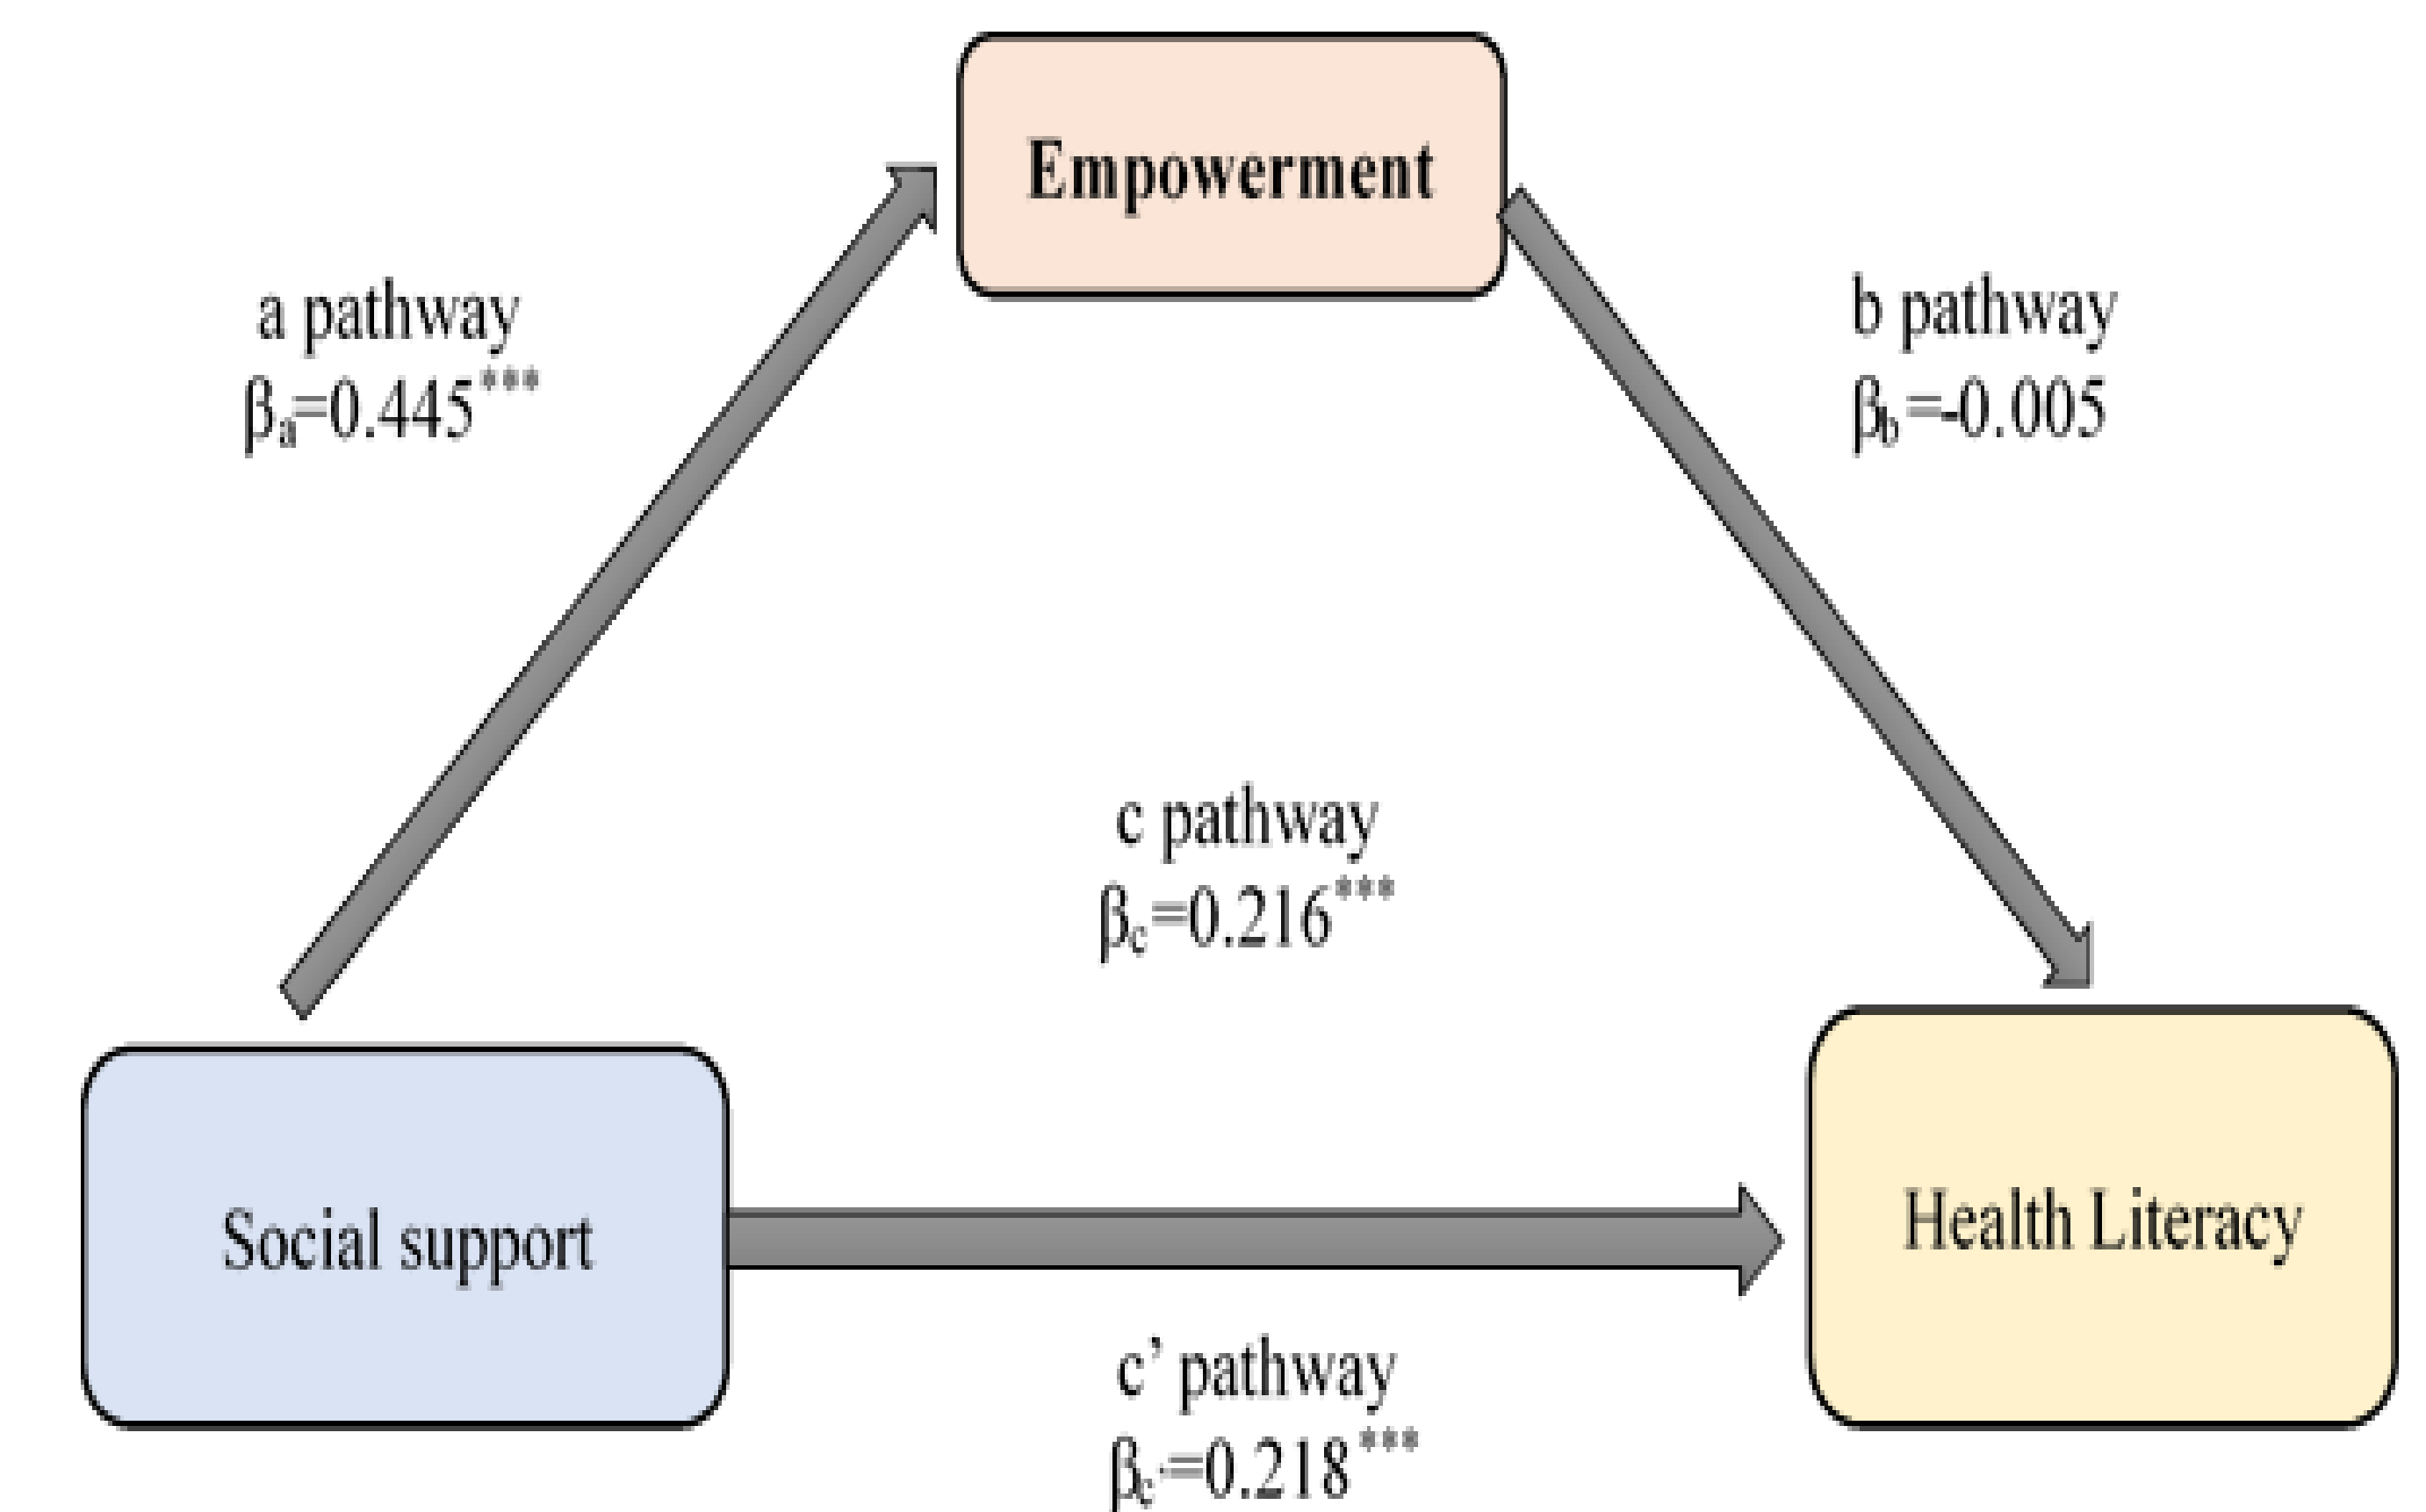 Empowerment
a pathway
βa=0.445***
b pathway
βb=-0.005
c pathway
βc=0.216***
Social support
Health Literacy
c’ pathway
βc'=0.218***